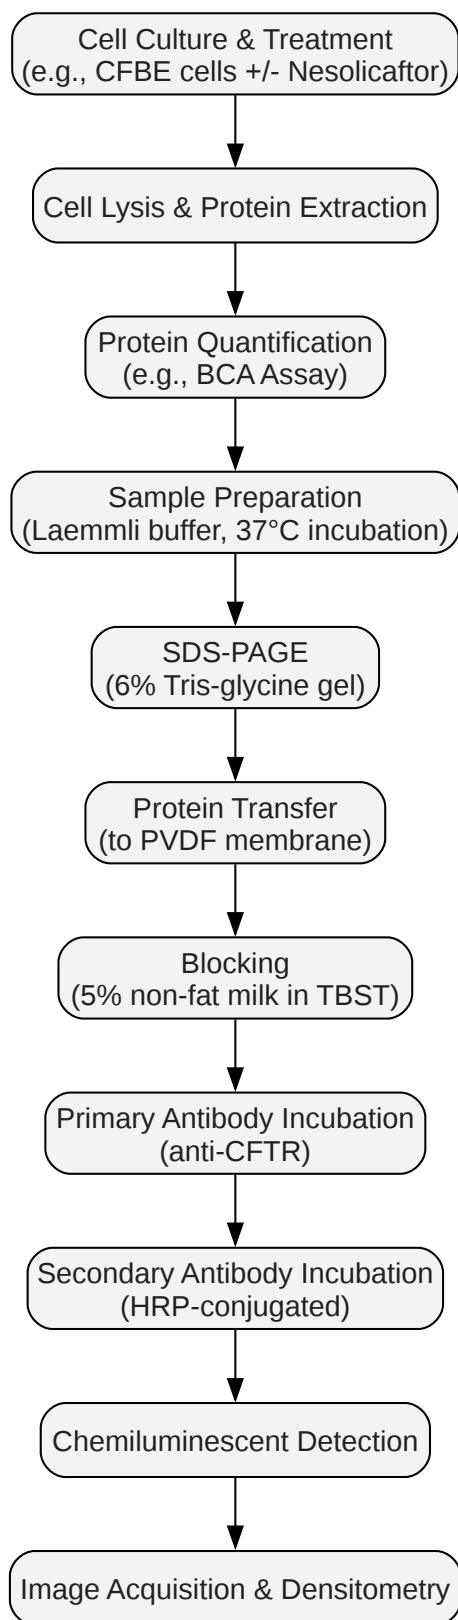 Cell Culture & Treatment
(e.g., CFBE cells +/- Nesolicaftor)
Cell Lysis & Protein Extraction
Protein Quantification
(e.g., BCA Assay)
Sample Preparation
(Laemmli buffer, 37°C incubation)
SDS-PAGE
(6% Tris-glycine gel)
Protein Transfer
(to PVDF membrane)
Blocking
(5% non-fat milk in TBST)
Primary Antibody Incubation
(anti-CFTR)
Secondary Antibody Incubation
(HRP-conjugated)
Chemiluminescent Detection
Image Acquisition & Densitometry